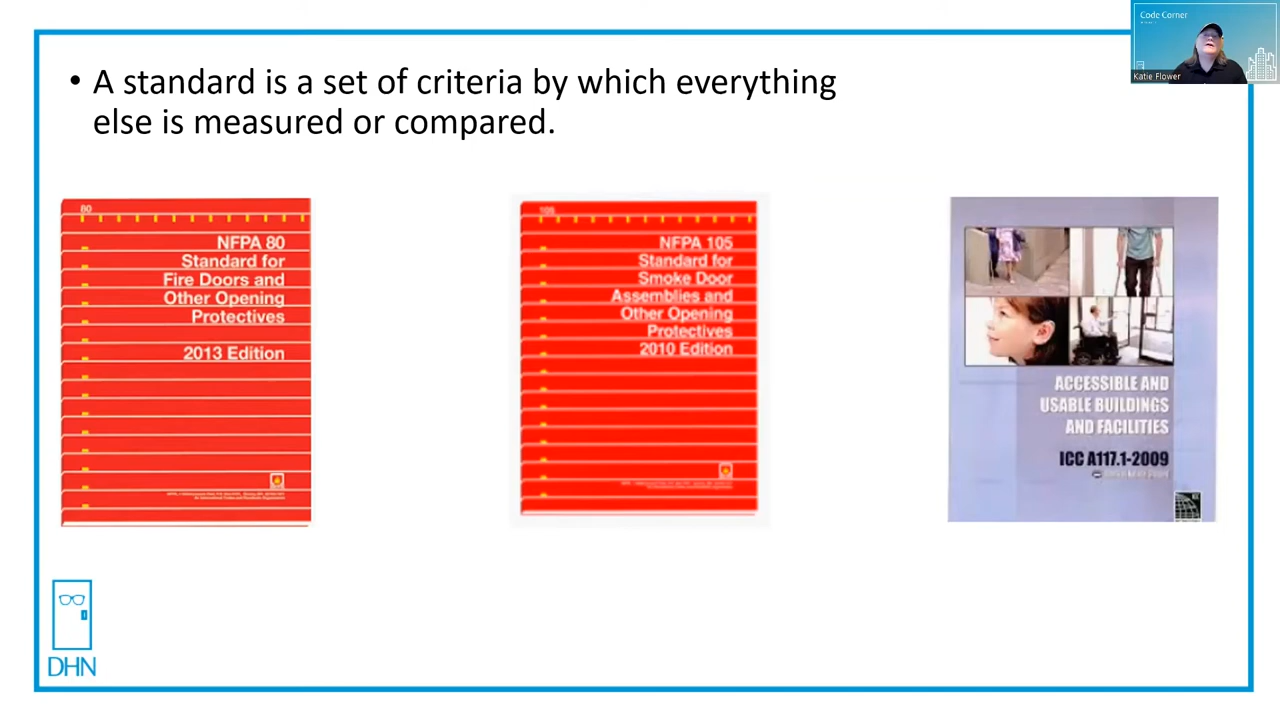 Code Corner
Katie Flower
• A standard is a set of criteria by which everything
else is measured or compared.
80
NFPA 80
Standard for
Fire Doors and
Other Opening
Protectives
2013 Edition
105
NFPA 105
Standard for
Smoke Door
Assemblies and
Other Opening
Protectives
2010 Edition
ACCESSIBLE AND
USABLE BUILDINGS
AND FACILITIES
ICC A117.1-2009
DHN